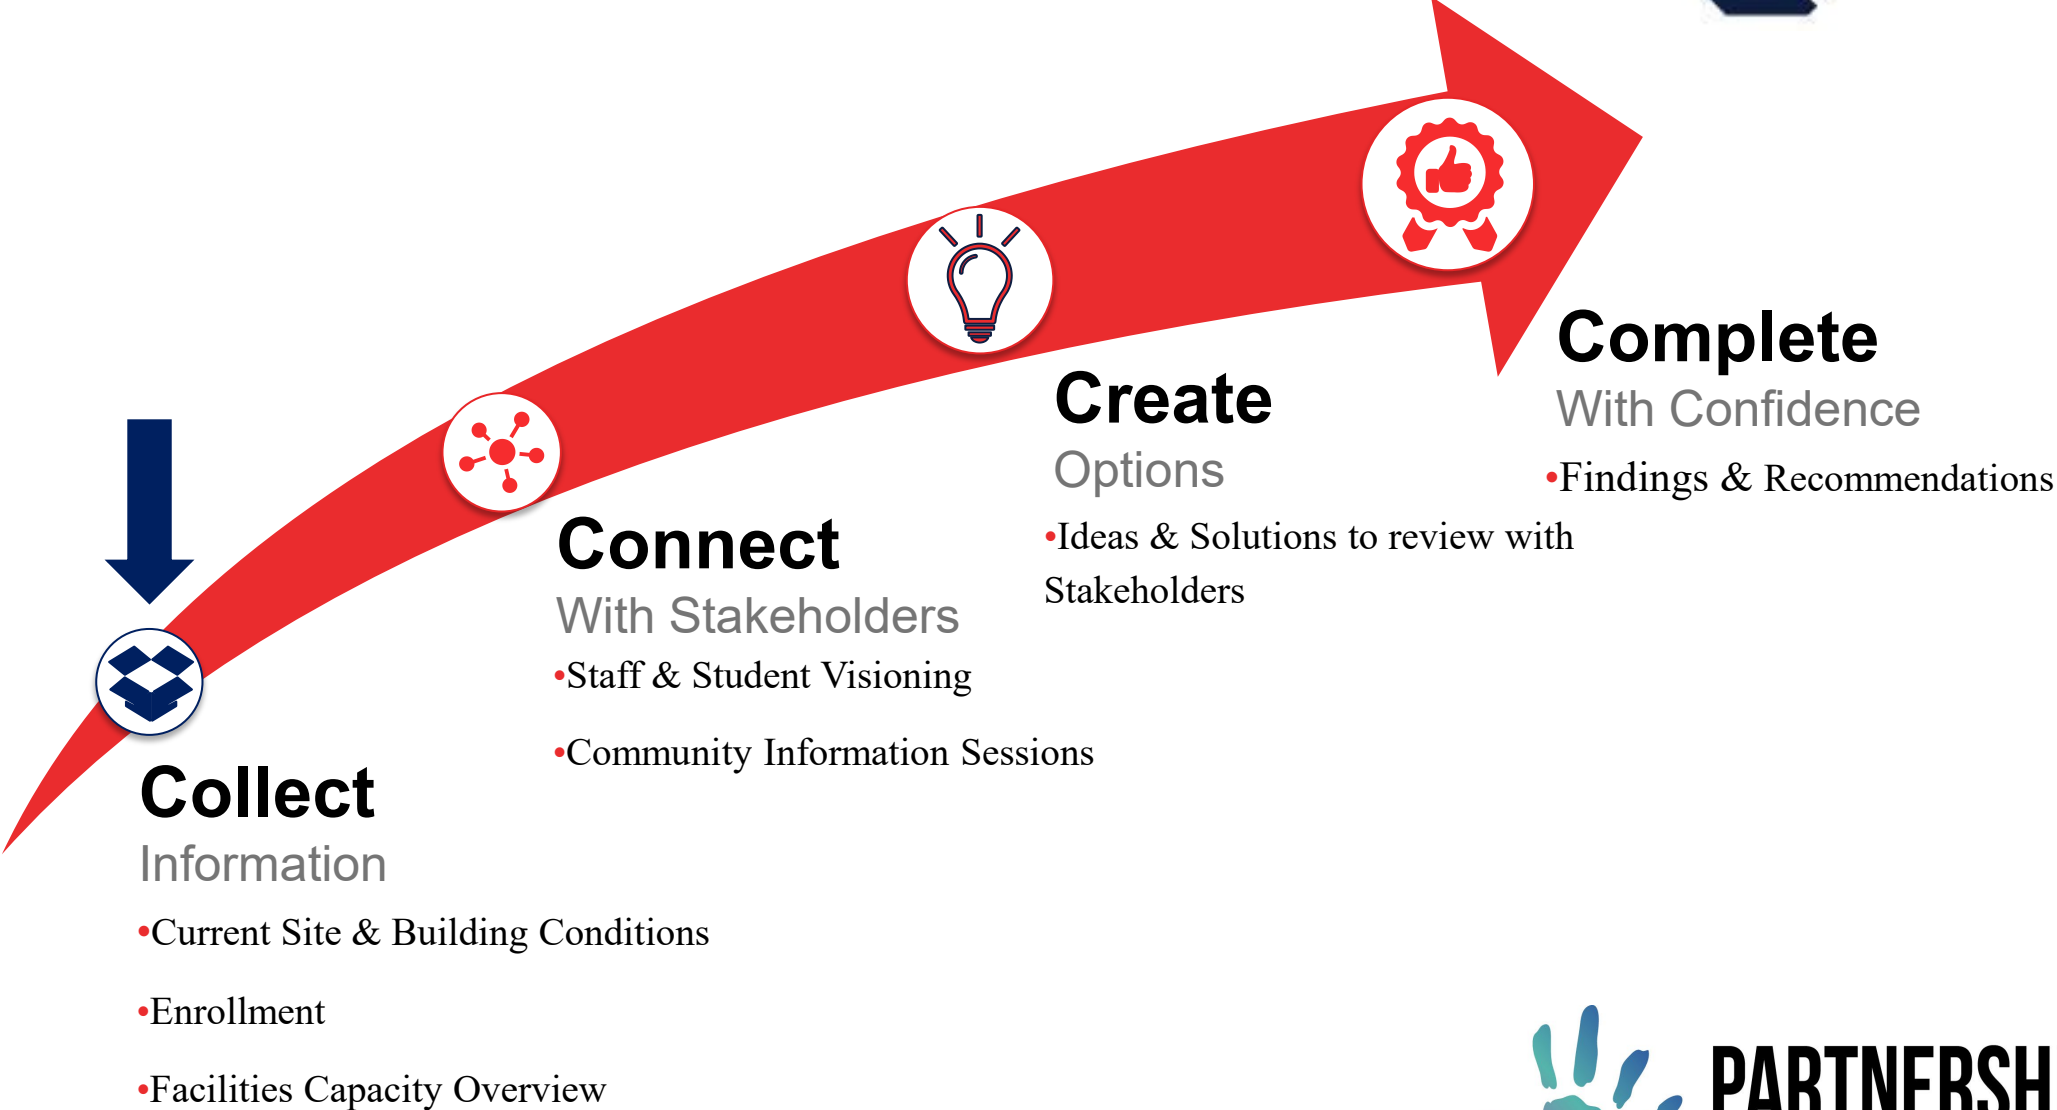 Collect
Information
•Current Site & Building Conditions
•Enrollment
•Facilities Capacity Overview
Connect
With Stakeholders
•Staff & Student Visioning
•Community Information Sessions
Create
Options
•Ideas & Solutions to review with
Stakeholders
Complete
With Confidence
•Findings & Recommendations
PARTNERSH